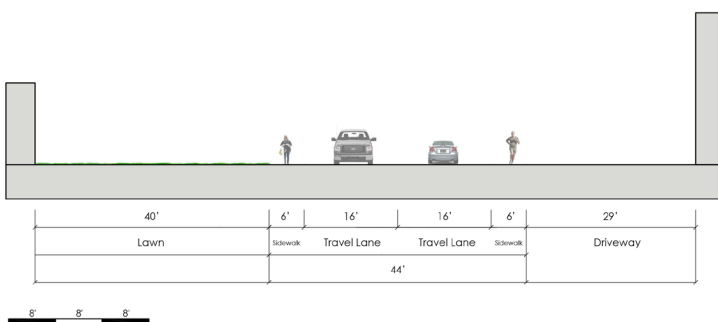 40' 6' 16' 16' 6' 29'
Lawn Sidewalk Travel Lane Travel Lane Sidewalk Driveway
44'
8' 8' 8'